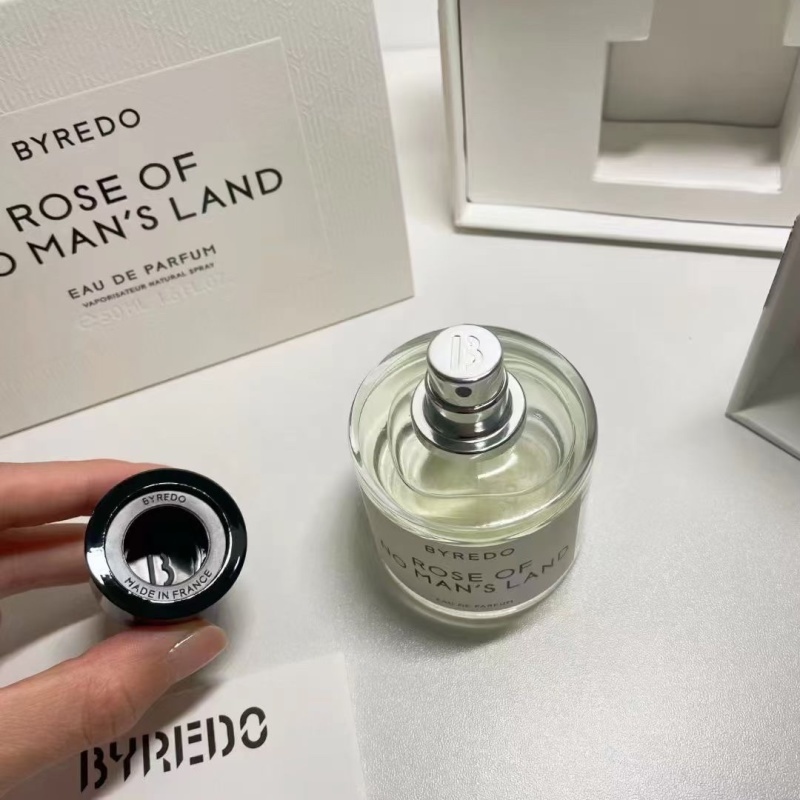 BYREDO
ROSE OF
O MAN'S LAND
EAU DE PARFUM
VAPORISATEUR NATURAL SPRAY
B
BYREDO
B
MADE IN FRANCE
BYREDO
NO ROSE OF
MAN'S LAND
EAU DE PARFUM
BYREDO